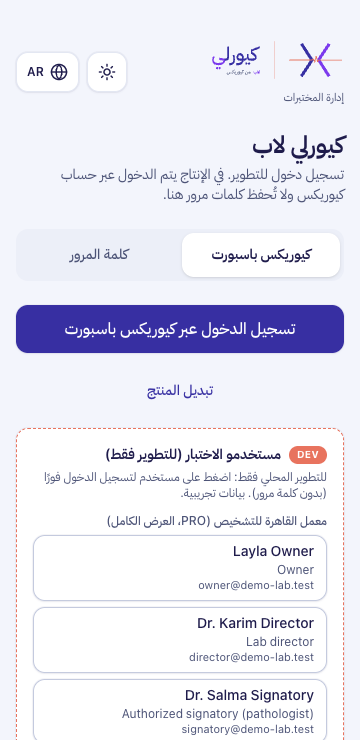 كيورلي
لاب من كيوريكس
إدارة المختبرات
AR
كيورلي لاب
تسجيل دخول للتطوير. في الإنتاج يتم الدخول عبر حساب
كيوريكس ولا تُحفظ كلمات مرور هنا.
كيوريكس باسبورت
كلمة المرور
تسجيل الدخول عبر كيوريكس باسبورت
تبديل المنتج
DEV مستخدمو الاختبار (للتطوير فقط)
للتطوير المحلي فقط: اضغط على مستخدم لتسجيل الدخول فورًا
(بدون كلمة مرور). بيانات تجريبية.
معمل القاهرة للتشخيص (PRO، العرض الكامل)
Layla Owner
Owner
owner@demo-lab.test
Dr. Karim Director
Lab director
director@demo-lab.test
Dr. Salma Signatory
Authorized signatory (pathologist)
signatory@demo-lab.test